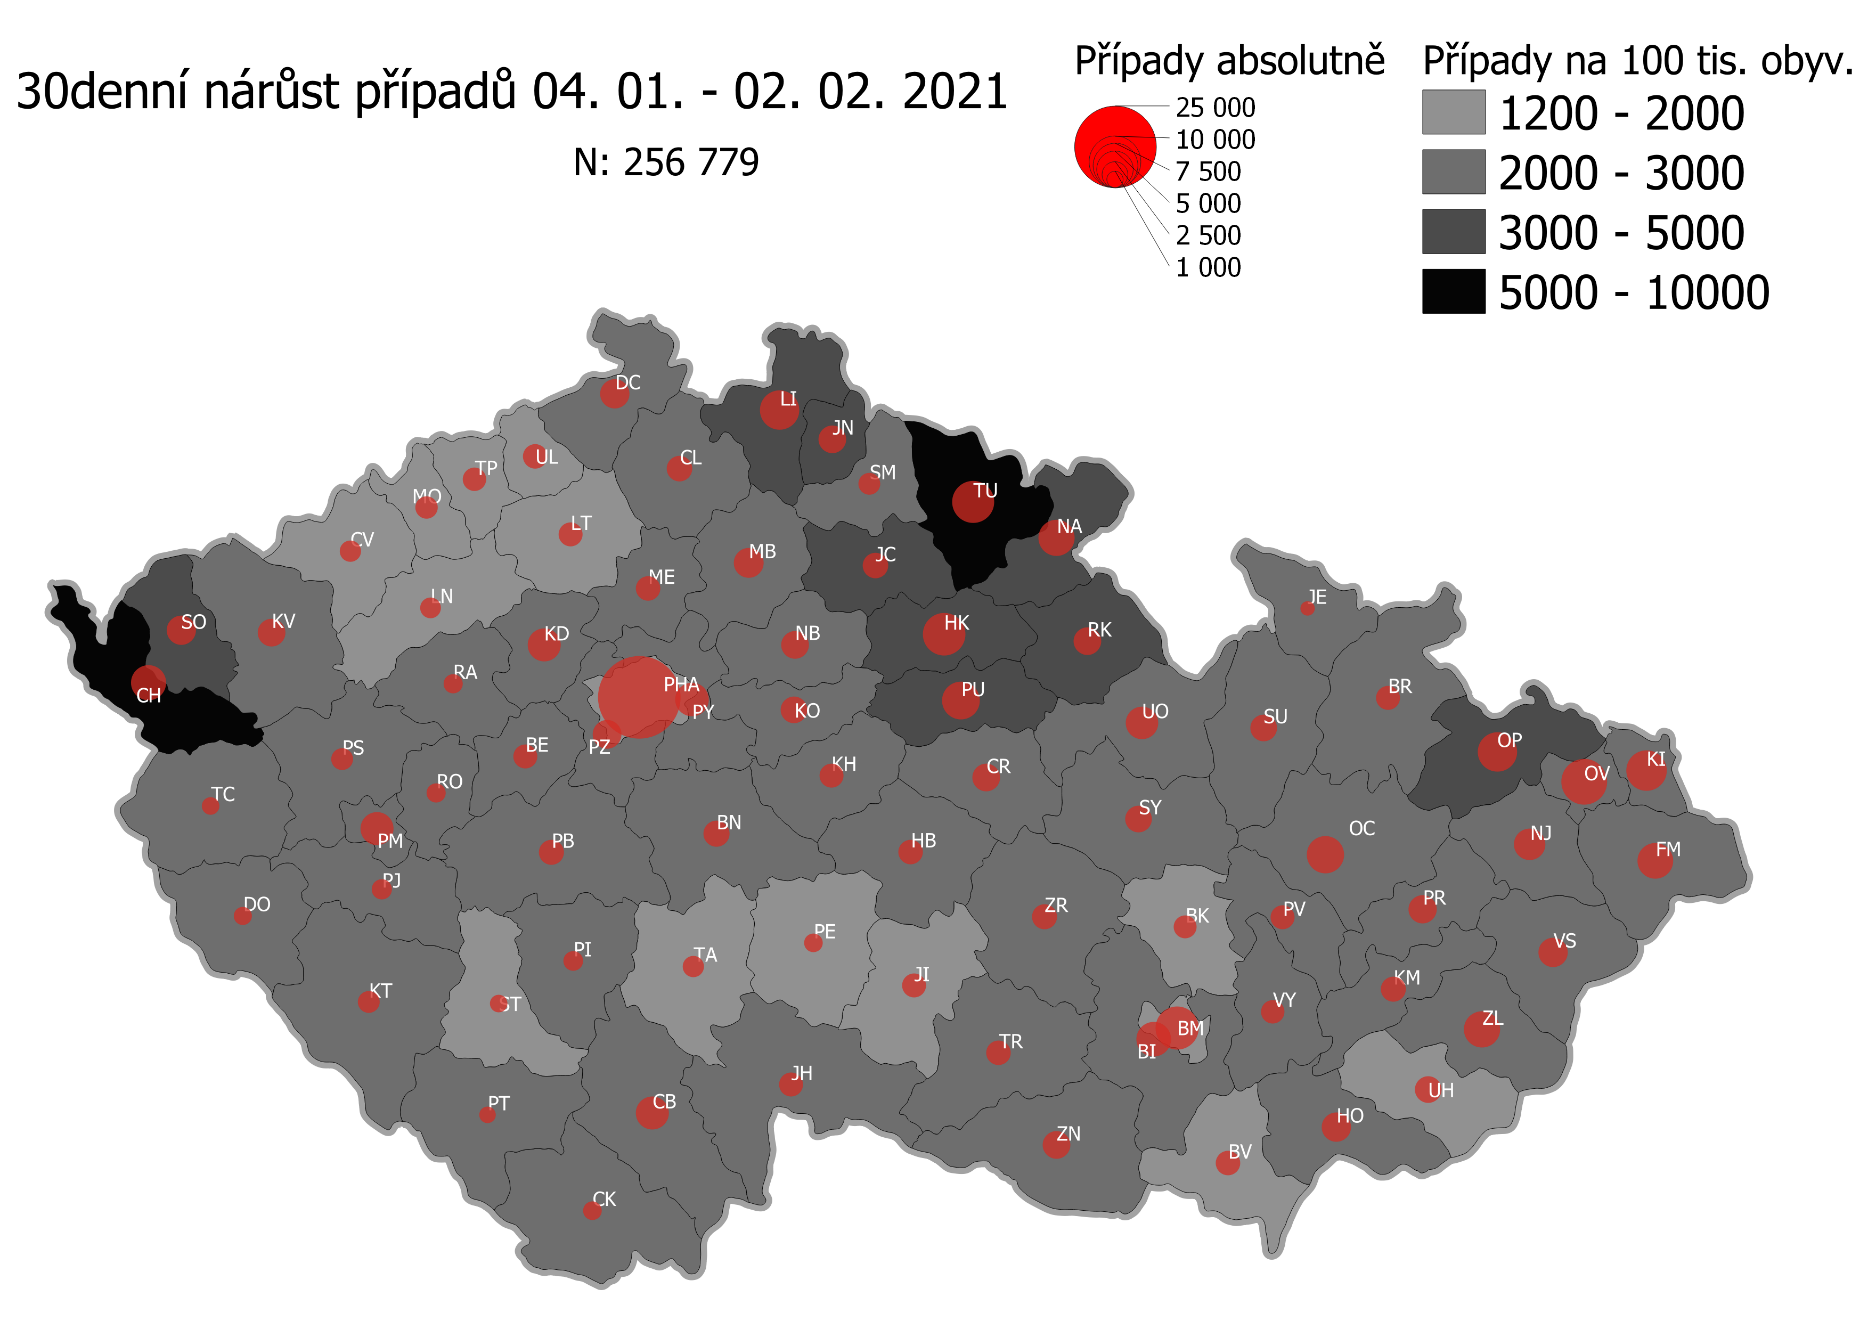 30denní nárůst případů 04. 01. - 02. 02. 2021
N: 256 779
Případy absolutně
25 000
10 000
7 500
5 000
2 500
1 000
Případy na 100 tis. obyv.
1200 - 2000
2000 - 3000
3000 - 5000
5000 - 10000
DC
LI
JN
UL
TP
CL
SM
MO
TU
LT
NA
CV
MB
JC
ME
LN
JE
SO
KV
KD
NB
HK
RK
RA
PHA
CH
PU
BR
PY
KO
UO
SU
PS
PZ
BE
OP
KI
RO
KH
CR
OV
TC
SY
PM
PB
BN
HB
OC
NJ
FM
PJ
DO
ZR
BK
PV
PR
PI
TA
PE
VS
KT
ST
JI
KM
VY
ZL
BM
BI
TR
JH
UH
PT
CB
HO
ZN
BV
CK